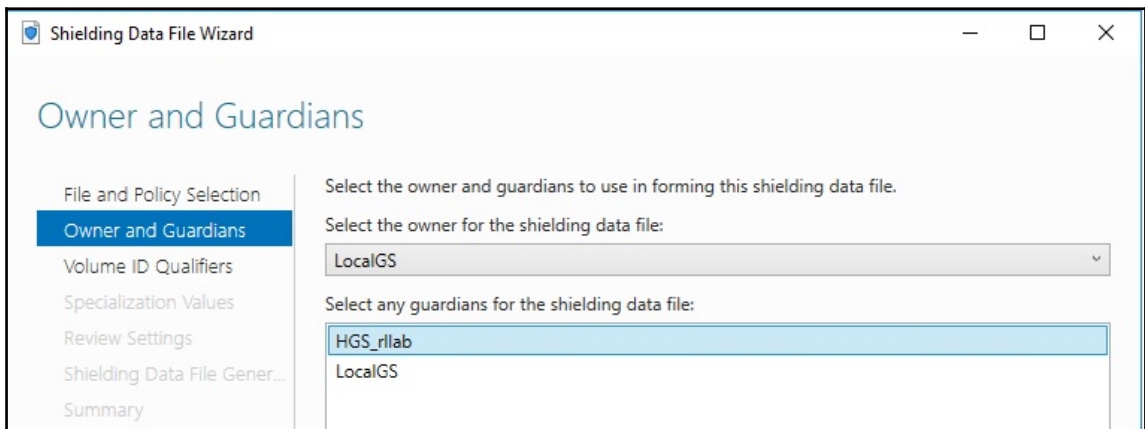 Shielding Data File Wizard
Owner and Guardians
File and Policy Selection
Owner and Guardians
Volume ID Qualifiers
Specialization Values
Review Settings
Shielding Data File Gener...
Summary
Select the owner and guardians to use in forming this shielding data file.
Select the owner for the shielding data file:
LocalGS
Select any guardians for the shielding data file:
HGS_rllab
LocalGS